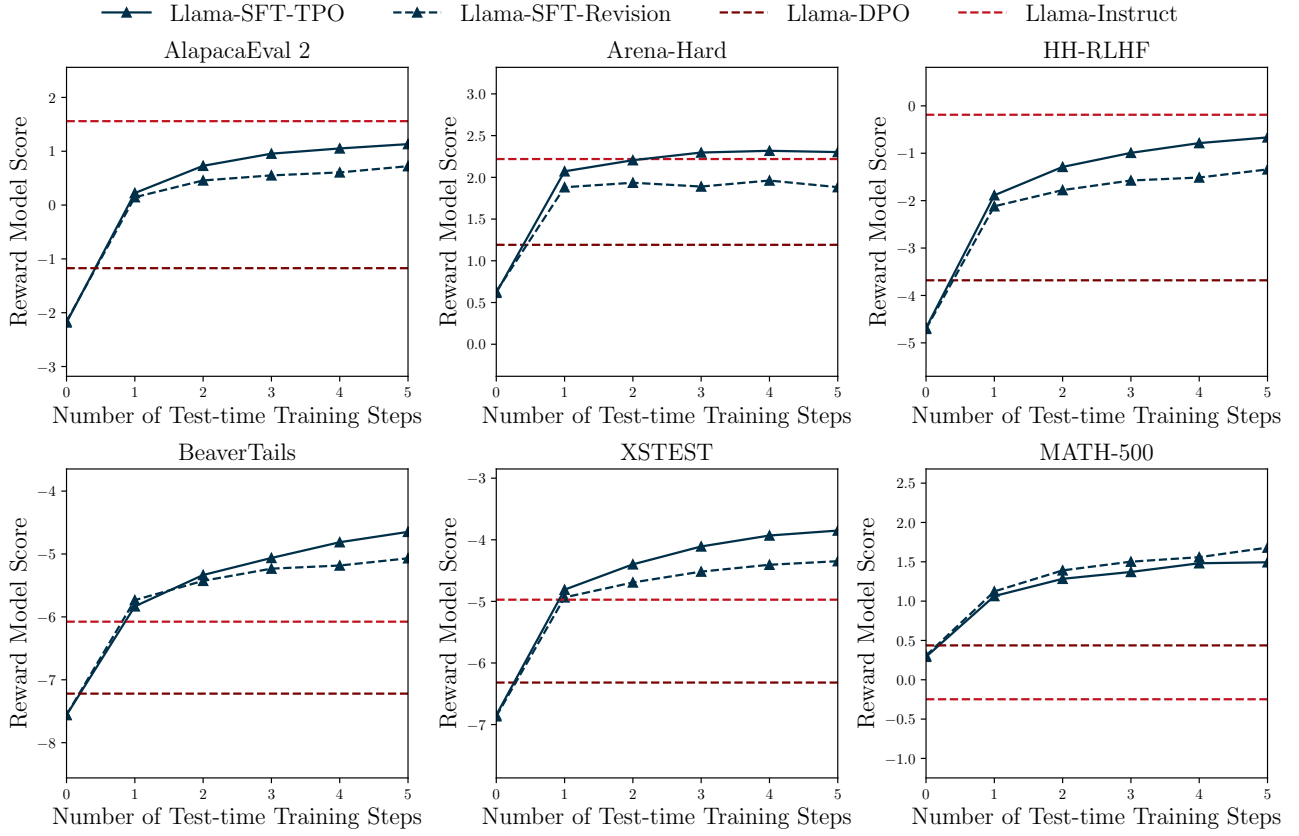 Llama-SFT-TPO Llama-SFT-Revision Llama-DPO Llama-Instruct
AlapacaEval 2
Reward Model Score
2
1
0
−1
−2
−3
0 1 2 3 4 5
Number of Test-time Training Steps
Arena-Hard
Reward Model Score
3.0
2.5
2.0
1.5
1.0
0.5
0.0
0 1 2 3 4 5
Number of Test-time Training Steps
HH-RLHF
Reward Model Score
0
−1
−2
−3
−4
−5
0 1 2 3 4 5
Number of Test-time Training Steps
BeaverTails
Reward Model Score
−4
−5
−6
−7
−8
0 1 2 3 4 5
Number of Test-time Training Steps
XSTEST
Reward Model Score
−3
−4
−5
−6
−7
0 1 2 3 4 5
Number of Test-time Training Steps
MATH-500
Reward Model Score
2.5
2.0
1.5
1.0
0.5
0.0
−0.5
−1.0
0 1 2 3 4 5
Number of Test-time Training Steps